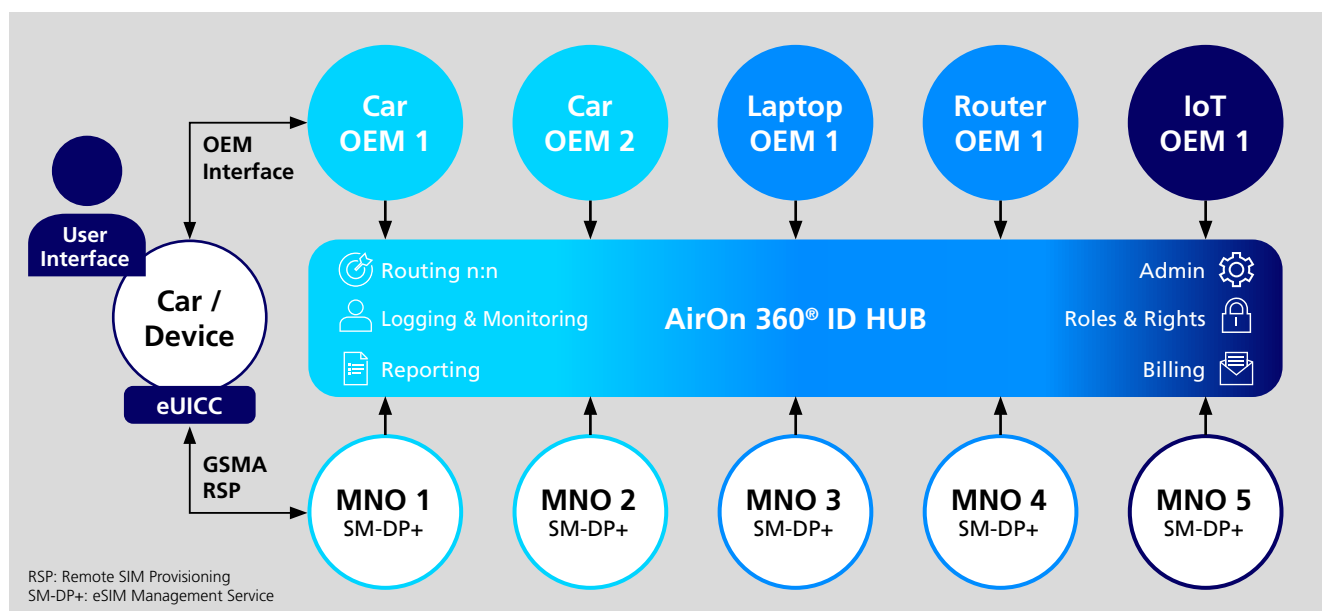 Car
OEM 1
Car
OEM 2
Laptop
OEM 1
Router
OEM 1
IoT
OEM 1
OEM
Interface
User
Interface
Car /
Device
eUICC
GSMA
RSP
Routing n:n
Logging & Monitoring
Reporting
AirOn 360® ID HUB
Admin
Roles & Rights
Billing
MNO 1
SM-DP+
MNO 2
SM-DP+
MNO 3
SM-DP+
MNO 4
SM-DP+
MNO 5
SM-DP+
RSP: Remote SIM Provisioning
SM-DP+: eSIM Management Service